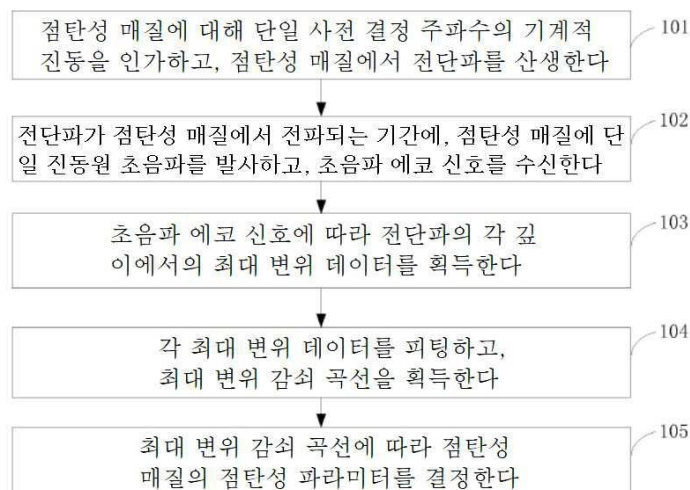 점탄성 매질에 대해 단일 사전 결정 주파수의 기계적
진동을 인가하고, 점탄성 매질에서 전단파를 산생한다
101
전단파가 점탄성 매질에서 전파되는 기간에, 점탄성 매질에 단
일 진동원 초음파를 발사하고, 초음파 에코 신호를 수신한다
102
초음파 에코 신호에 따라 전단파의 각 깊
이에서의 최대 변위 데이터를 획득한다
103
각 최대 변위 데이터를 피팅하고,
최대 변위 감쇠 곡선을 획득한다
104
최대 변위 감쇠 곡선에 따라 점탄성
매질의 점탄성 파라미터를 결정한다
105